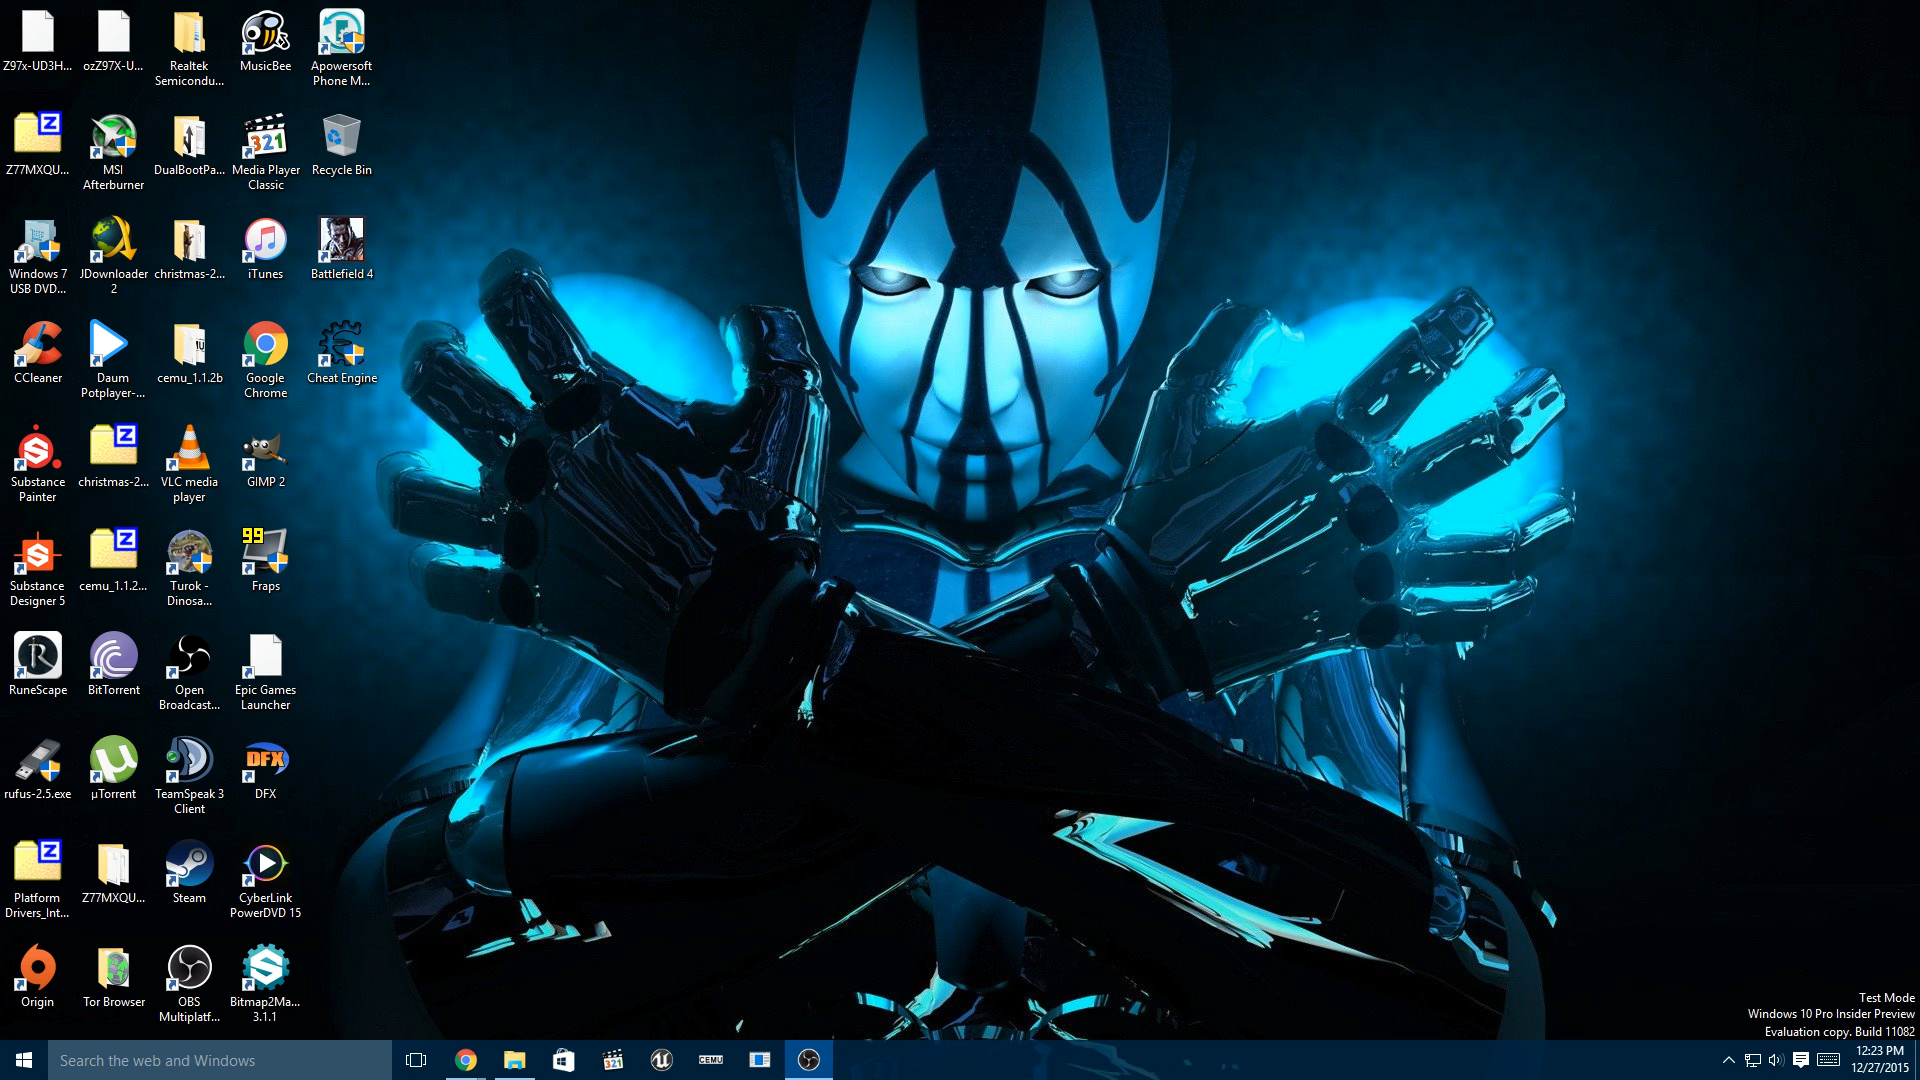 Z97x-UD3H...
ozZ97X-U...
Realtek
Semicondu...
MusicBee
Apowersoft
Phone M...
Z77MXQU...
MSI
Afterburner
DualBootPa...
321
Media Player
Classic
Recycle Bin
Windows 7
USB DVD...
JDownloader
2
christmas-2...
iTunes
Battlefield 4
CCleaner
Daum
Potplayer-...
cemu_1.1.2b
Google
Chrome
Cheat Engine
Substance
Painter
christmas-2...
VLC media
player
GIMP 2
Substance
Designer 5
cemu_1.1.2...
Turok -
Dinosa...
99
Fraps
RuneScape
BitTorrent
Open
Broadcast...
Epic Games
Launcher
rufus-2.5.exe
µTorrent
TeamSpeak 3
Client
DFX
DFX
Platform
Drivers_Int...
Z77MXQU...
Steam
CyberLink
PowerDVD 15
Origin
Tor Browser
OBS
Multiplatf...
Bitmap2Ma...
3.1.1
Test Mode
Windows 10 Pro Insider Preview
Evaluation copy. Build 11082
Search the web and Windows
321
CEMU
12:23 PM
12/27/2015